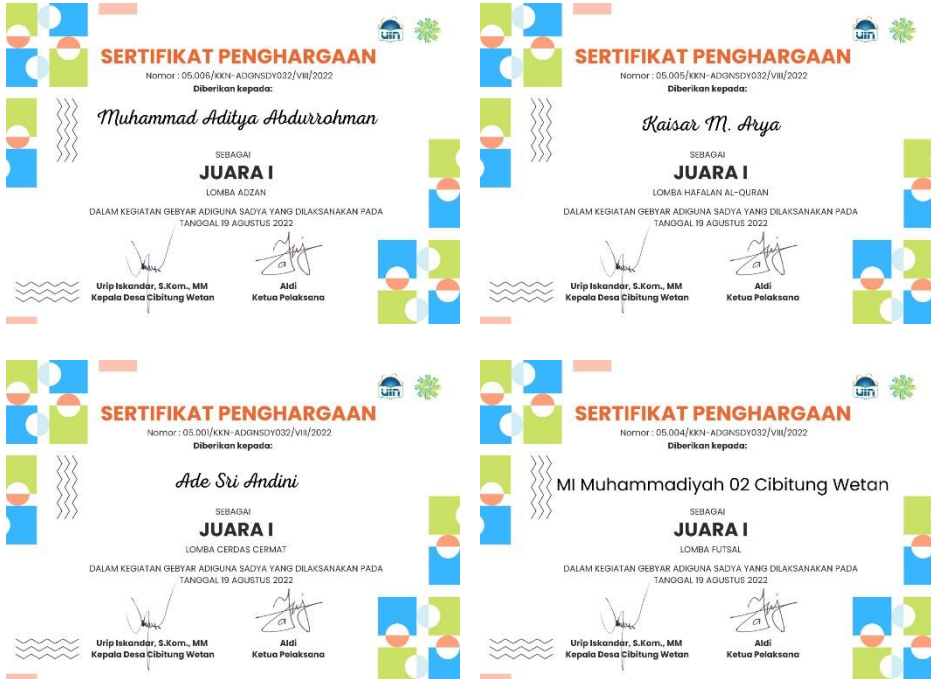 uin
SERTIFIKAT PENGHARGAAN
Nomor : 05.006/KKN-ADGNSDY032/VIII/2022
Diberikan kepada:
Muhammad Aditya Abdurrohman
SEBAGAI
JUARA I
LOMBA ADZAN
DALAM KEGIATAN GEBYAR ADIGUNA SADYA YANG DILAKSANAKAN PADA
TANGGAL 19 AGUSTUS 2022
Urip Iskandar, S.Kom., MM
Kepala Desa Cibitung Wetan
Aldi
Ketua Pelaksana
uin
SERTIFIKAT PENGHARGAAN
Nomor : 05.005/KKN-ADGNSDY032/VIII/2022
Diberikan kepada:
Kaisar M. Arya
SEBAGAI
JUARA I
LOMBA HAFALAN AL-QURAN
DALAM KEGIATAN GEBYAR ADIGUNA SADYA YANG DILAKSANAKAN PADA
TANGGAL 19 AGUSTUS 2022
Urip Iskandar, S.Kom., MM
Kepala Desa Cibitung Wetan
Aldi
Ketua Pelaksana
uin
SERTIFIKAT PENGHARGAAN
Nomor : 05.001/KKN-ADGNSDY032/VIII/2022
Diberikan kepada:
Ade Sri Andini
SEBAGAI
JUARA I
LOMBA CERDAS CERMAT
DALAM KEGIATAN GEBYAR ADIGUNA SADYA YANG DILAKSANAKAN PADA
TANGGAL 19 AGUSTUS 2022
Urip Iskandar, S.Kom., MM
Kepala Desa Cibitung Wetan
Aldi
Ketua Pelaksana
uin
SERTIFIKAT PENGHARGAAN
Nomor : 05.004/KKN-ADGNSDY032/VIII/2022
Diberikan kepada:
MI Muhammadiyah 02 Cibitung Wetan
SEBAGAI
JUARA I
LOMBA FUTSAL
DALAM KEGIATAN GEBYAR ADIGUNA SADYA YANG DILAKSANAKAN PADA
TANGGAL 19 AGUSTUS 2022
Urip Iskandar, S.Kom., MM
Kepala Desa Cibitung Wetan
Aldi
Ketua Pelaksana